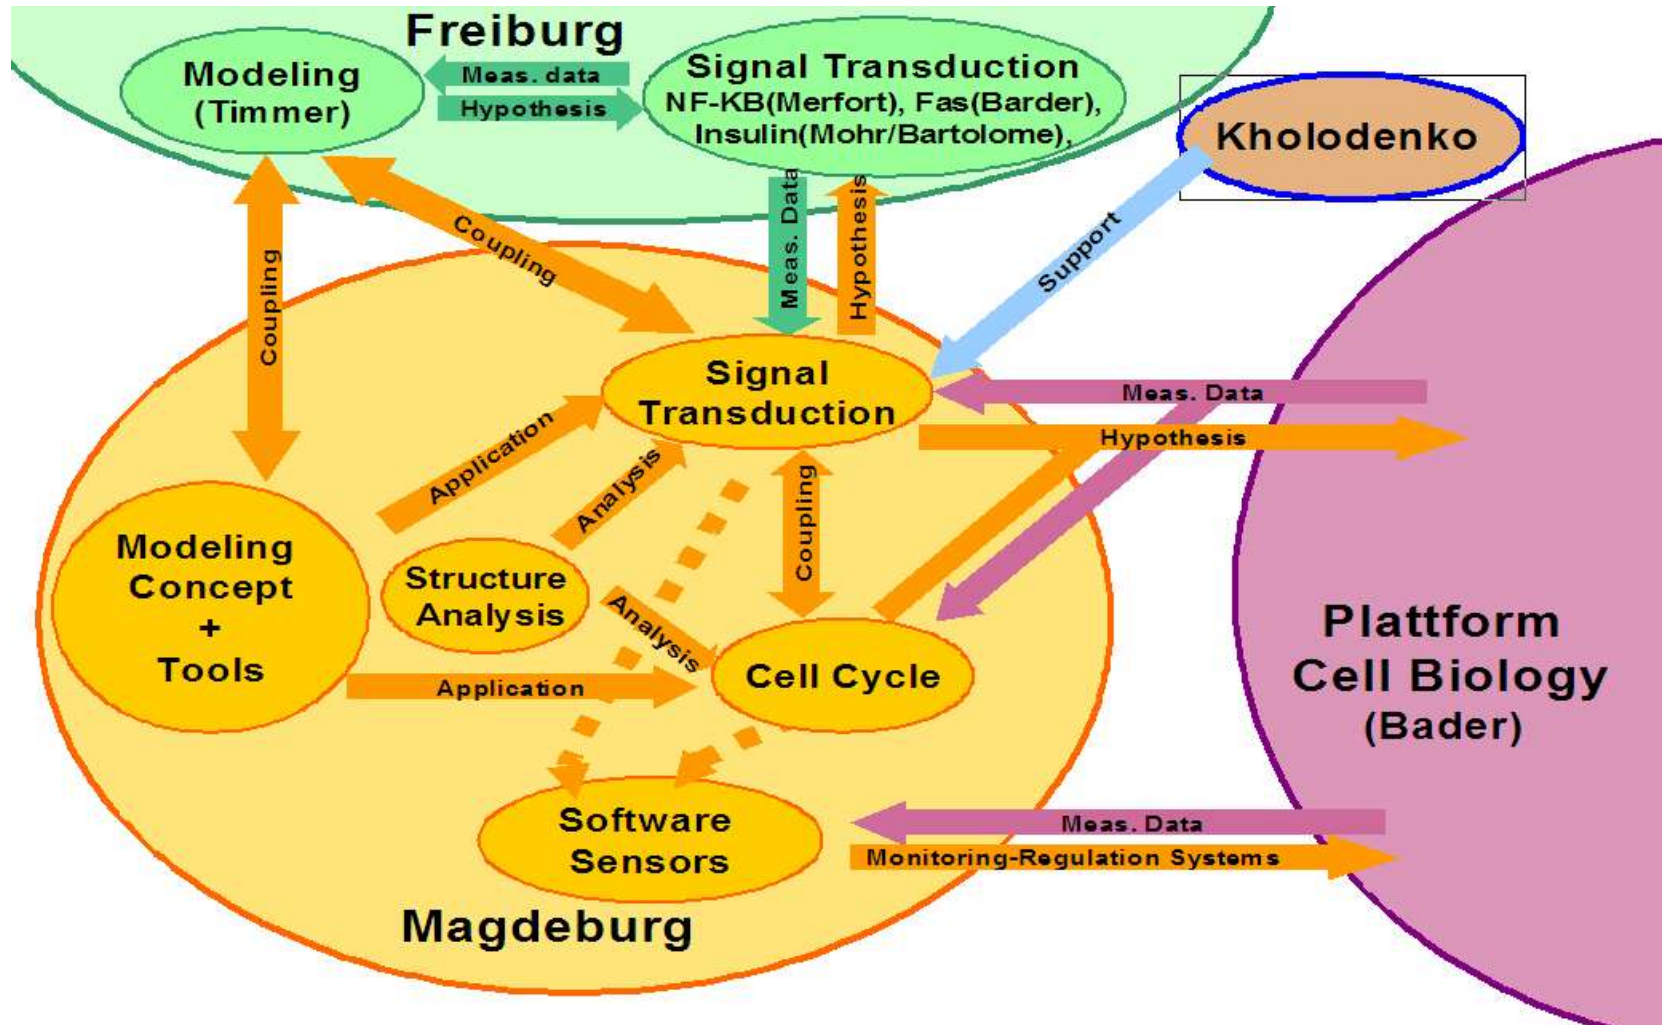 Freiburg
Modeling
(Timmer)
Meas. data
Hypothesis
Signal Transduction
NF-KB(Merfort), Fas(Barder),
Insulin(Mohr/Bartolome),
Kholodenko
Coupling
Coupling
Meas. Data
Hypothesis
Support
Signal
Transduction
Meas. Data
Hypothesis
Application
Analysis
Coupling
Modeling
Concept
+
Tools
Structure
Analysis
Analysis
Application
Cell Cycle
Plattform
Cell Biology
(Bader)
Software
Sensors
Meas. Data
Monitoring-Regulation Systems
Magdeburg